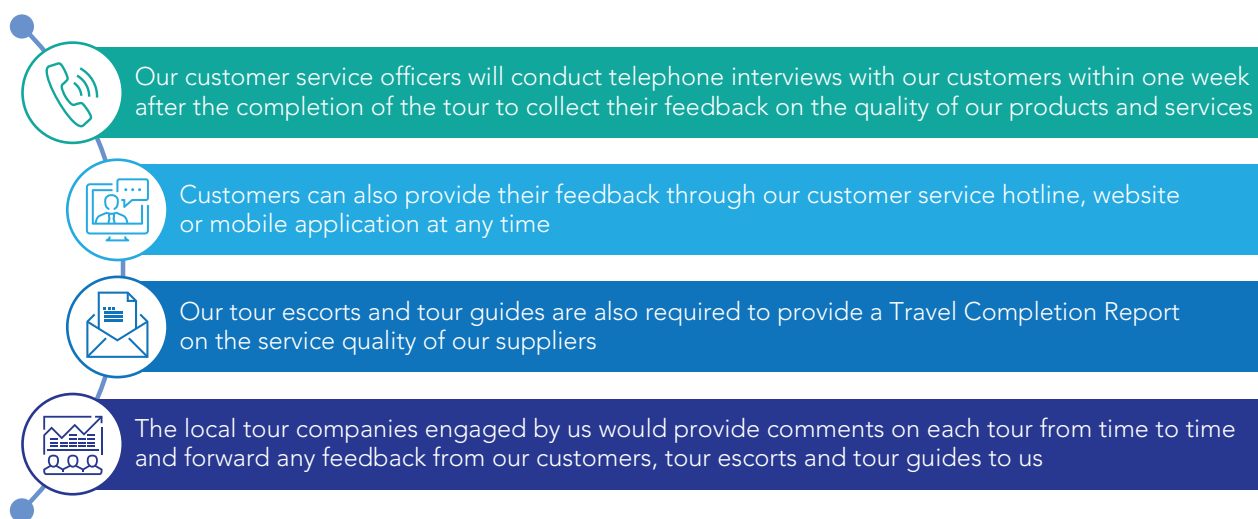 Our customer service officers will conduct telephone interviews with our customers within one week
after the completion of the tour to collect their feedback on the quality of our products and services
Customers can also provide their feedback through our customer service hotline, website
or mobile application at any time
Our tour escorts and tour guides are also required to provide a Travel Completion Report
on the service quality of our suppliers
The local tour companies engaged by us would provide comments on each tour from time to time
and forward any feedback from our customers, tour escorts and tour guides to us